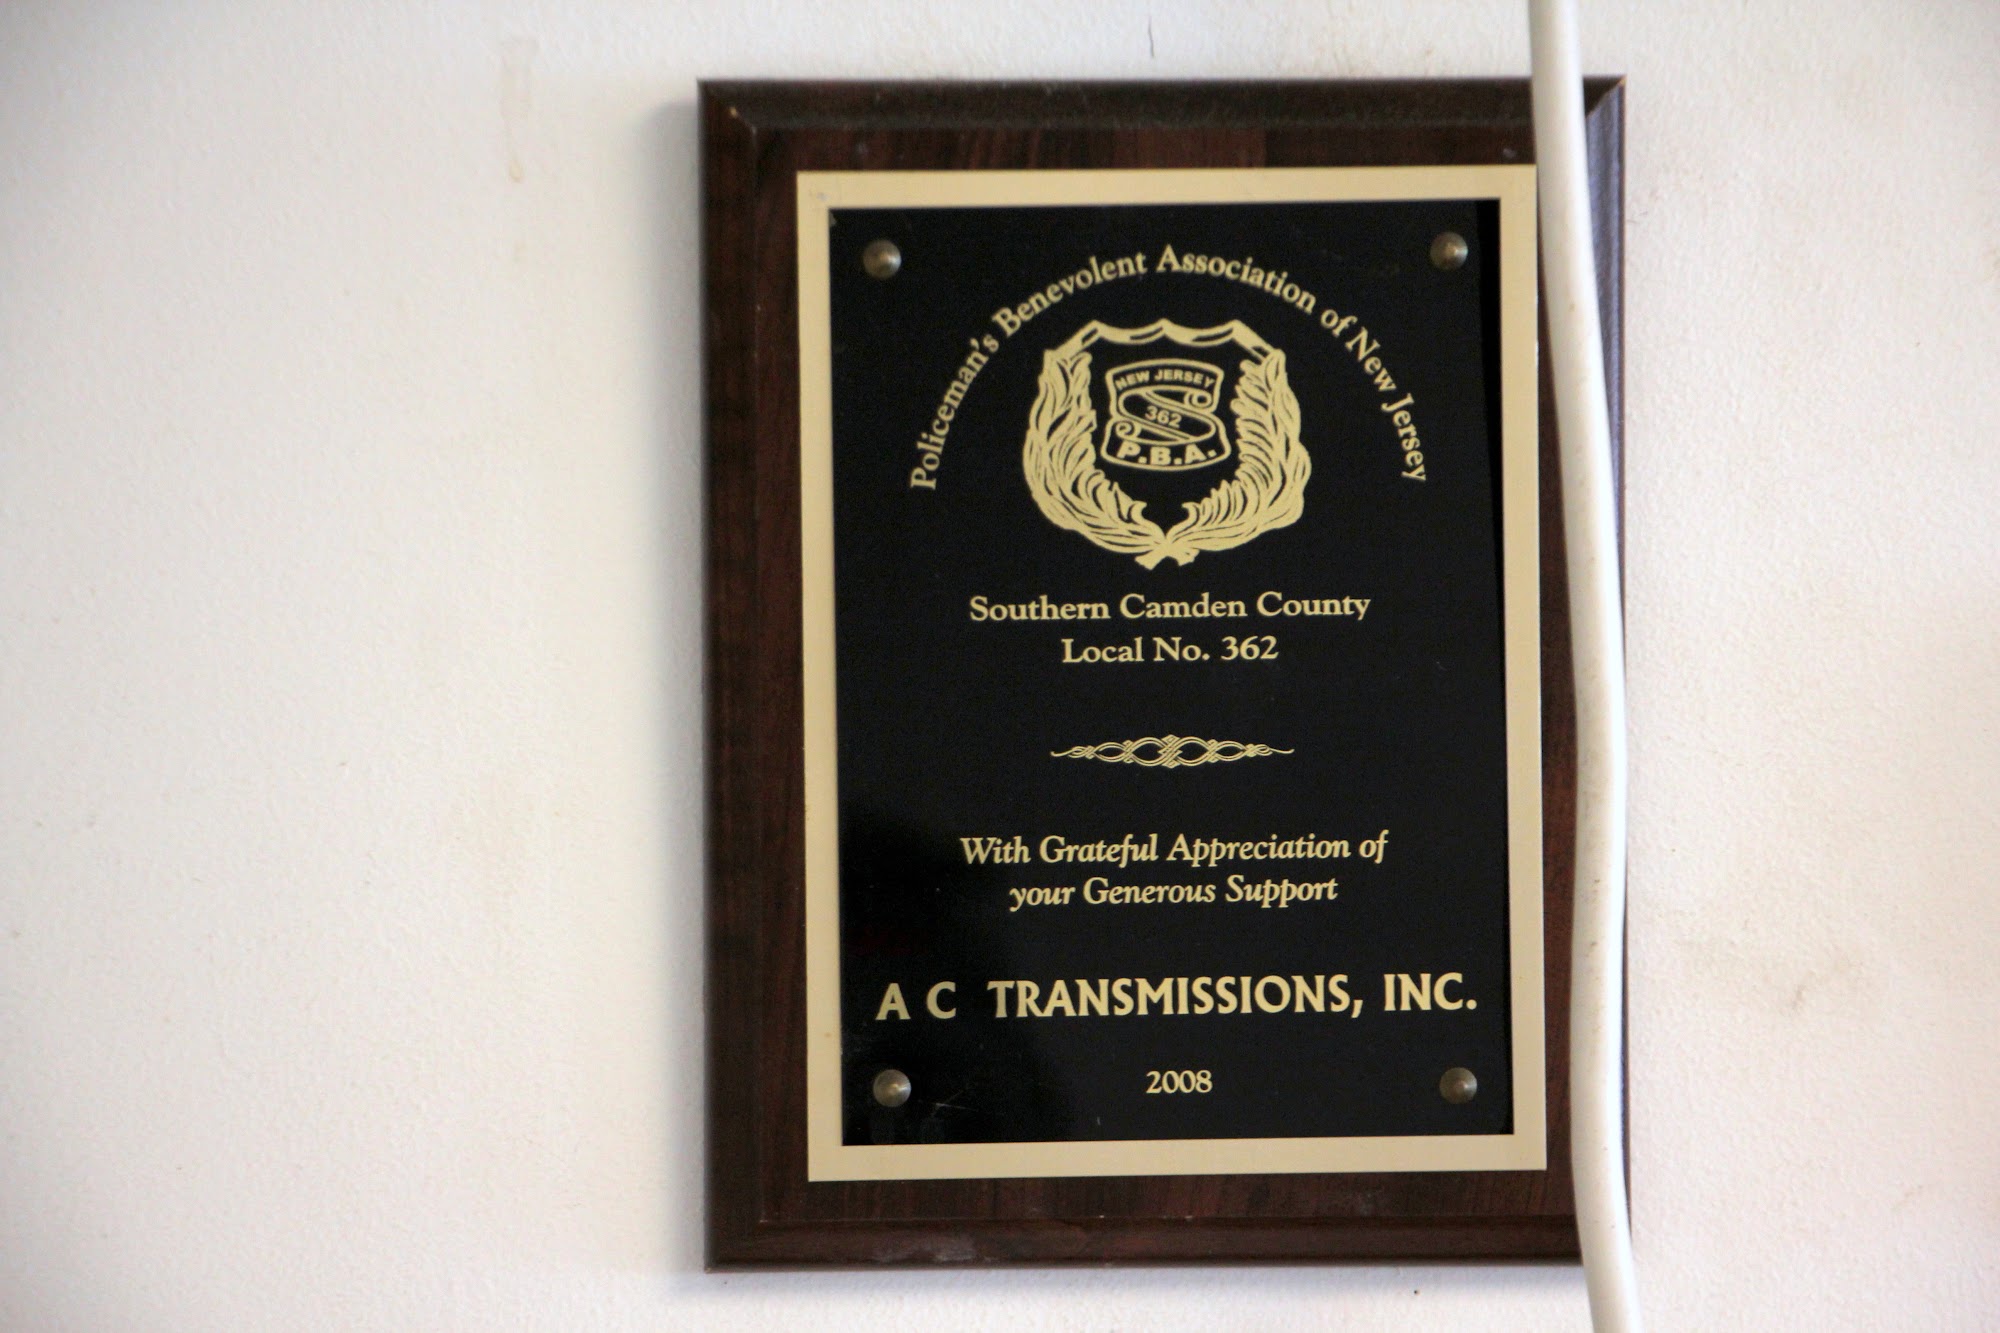 Policeman's Benevolent Association of New Jersey
NEW JERSEY
362
P.B.A.
Southern Camden County
Local No. 362
With Grateful Appreciation of
your Generous Support
A C TRANSMISSIONS, INC.
2008